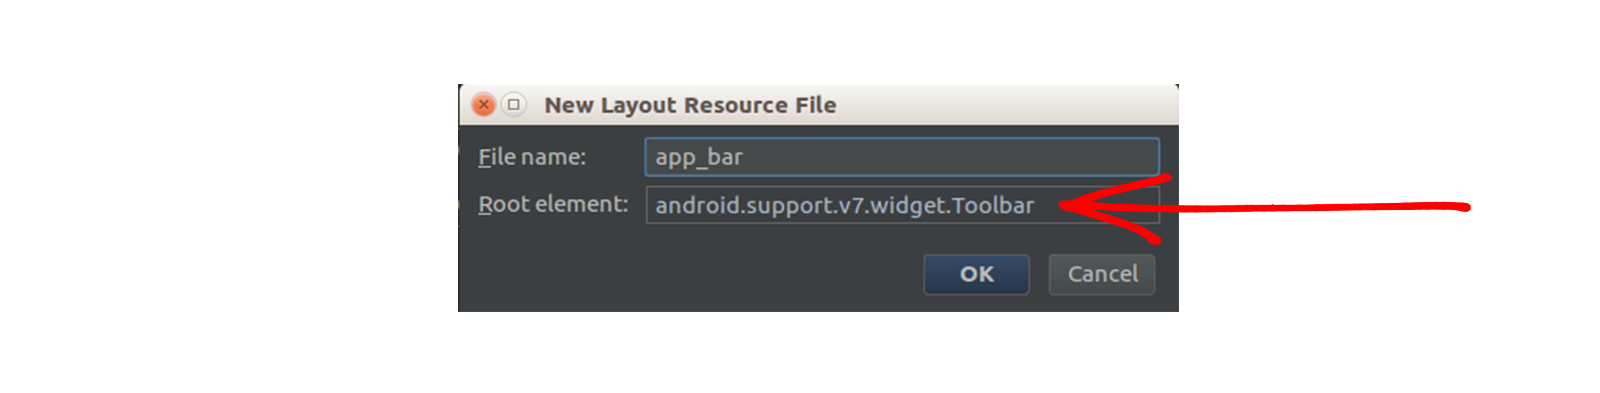 New Layout Resource File
File name: app_bar
Root element: android.support.v7.widget.Toolbar
OK Cancel